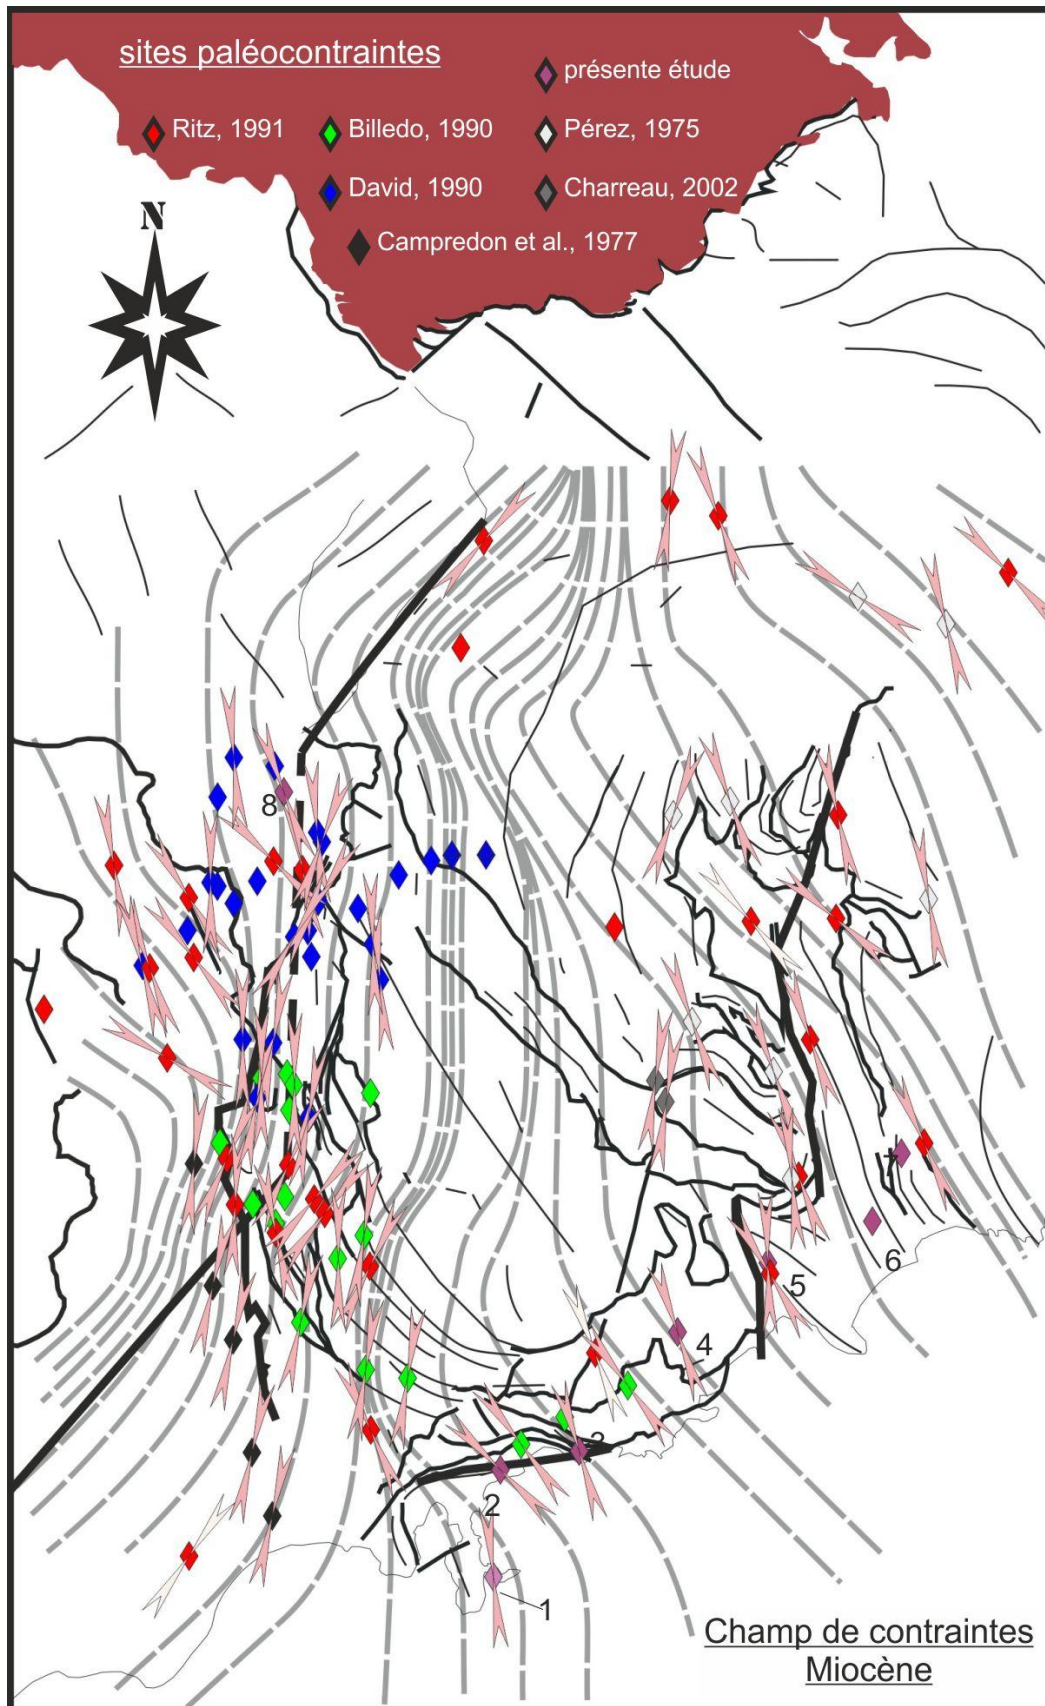 sites paléocontraintes
présente étude
Ritz, 1991
Billedo, 1990
Pérez, 1975
David, 1990
Charreau, 2002
Campredon et al., 1977
N
8
7
6
5
4
3
2
1
Champ de contraintes
Miocène